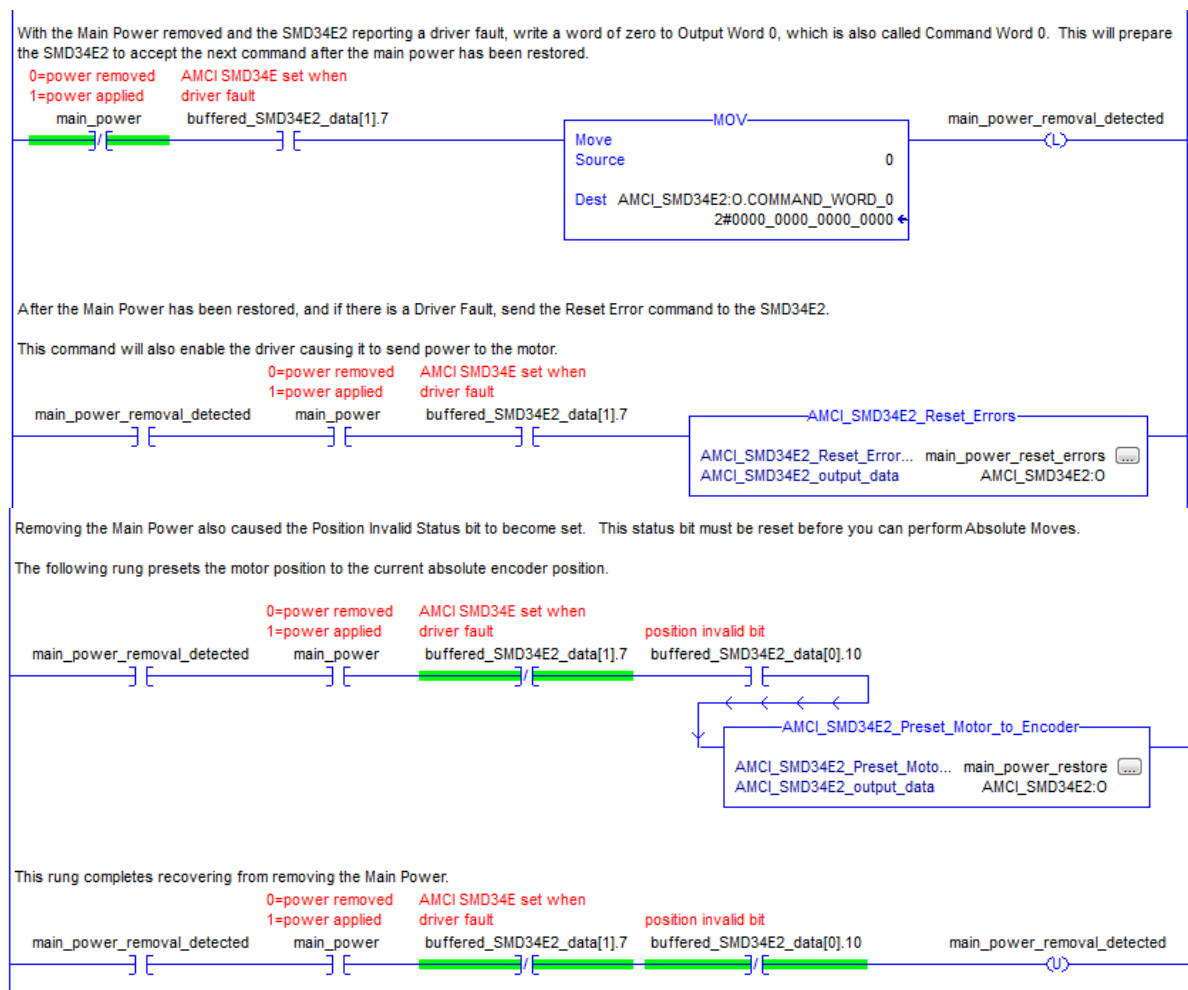 With the Main Power removed and the SMD34E2 reporting a driver fault, write a word of zero to Output Word 0, which is also called Command Word 0.  This will prepare
the SMD34E2 to accept the next command after the main power has been restored.
0=power removed AMCI SMD34E set when
1=power applied driver fault
main_power buffered_SMD34E2_data[1].7 MOV main_power_removal_detected
Move L
Source 0
Dest AMCI_SMD34E2:O.COMMAND_WORD_0
2#0000_0000_0000_0000
After the Main Power has been restored, and if there is a Driver Fault, send the Reset Error command to the SMD34E2.
This command will also enable the driver causing it to send power to the motor.
0=power removed AMCI SMD34E set when
1=power applied driver fault
main_power_removal_detected main_power buffered_SMD34E2_data[1].7 AMCI_SMD34E2_Reset_Errors
AMCI_SMD34E2_Reset_Error... main_power_reset_errors ...
AMCI_SMD34E2_output_data AMCI_SMD34E2:O
Removing the Main Power also caused the Position Invalid Status bit to become set.   This status bit must be reset before you can perform Absolute Moves.
The following rung presets the motor position to the current absolute encoder position.
0=power removed AMCI SMD34E set when
1=power applied driver fault position invalid bit
main_power_removal_detected main_power buffered_SMD34E2_data[1].7 buffered_SMD34E2_data[0].10
AMCI_SMD34E2_Preset_Motor_to_Encoder
AMCI_SMD34E2_Preset_Moto... main_power_restore ...
AMCI_SMD34E2_output_data AMCI_SMD34E2:O
This rung completes recovering from removing the Main Power.
0=power removed AMCI SMD34E set when
1=power applied driver fault position invalid bit
main_power_removal_detected main_power buffered_SMD34E2_data[1].7 buffered_SMD34E2_data[0].10 main_power_removal_detected
U